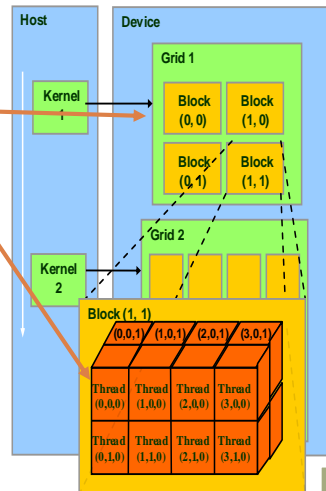 Host
Device
Grid 1
Kernel
1
Block
(0, 0)
Block
(1, 0)
Block
(0, 1)
Block
(1, 1)
Grid 2
Kernel
2
Block (1, 1)
(0,0,1) (1,0,1) (2,0,1) (3,0,1)
Thread
(0,0,0)
Thread
(1,0,0)
Thread
(2,0,0)
Thread
(3,0,0)
Thread
(0,1,0)
Thread
(1,1,0)
Thread
(2,1,0)
Thread
(3,1,0)